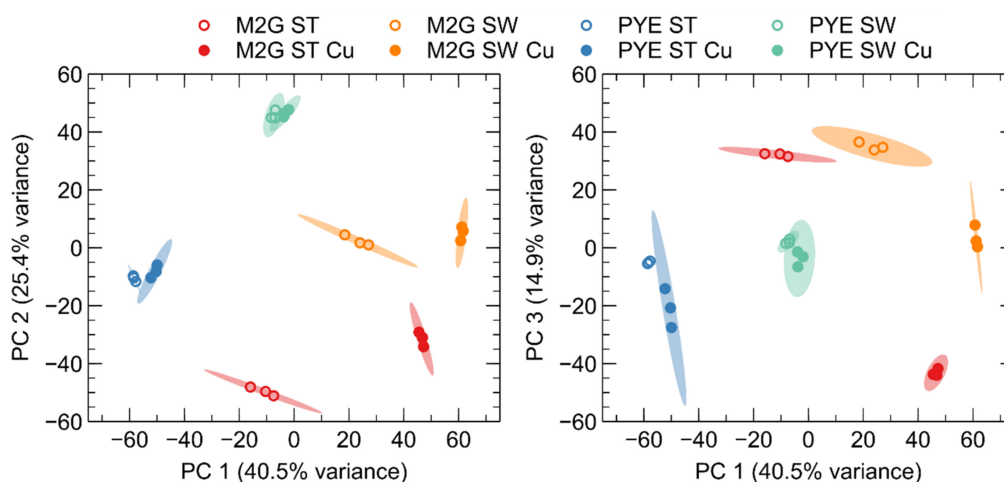 M2G ST M2G SW PYE ST PYE SW
M2G ST Cu M2G SW Cu PYE ST Cu PYE SW Cu
60
40
20
0
−20
−40
−60
PC 2 (25.4% variance)
−60 −40 −20 0 20 40 60
PC 1 (40.5% variance)
60
40
20
0
−20
−40
−60
PC 3 (14.9% variance)
−60 −40 −20 0 20 40 60
PC 1 (40.5% variance)